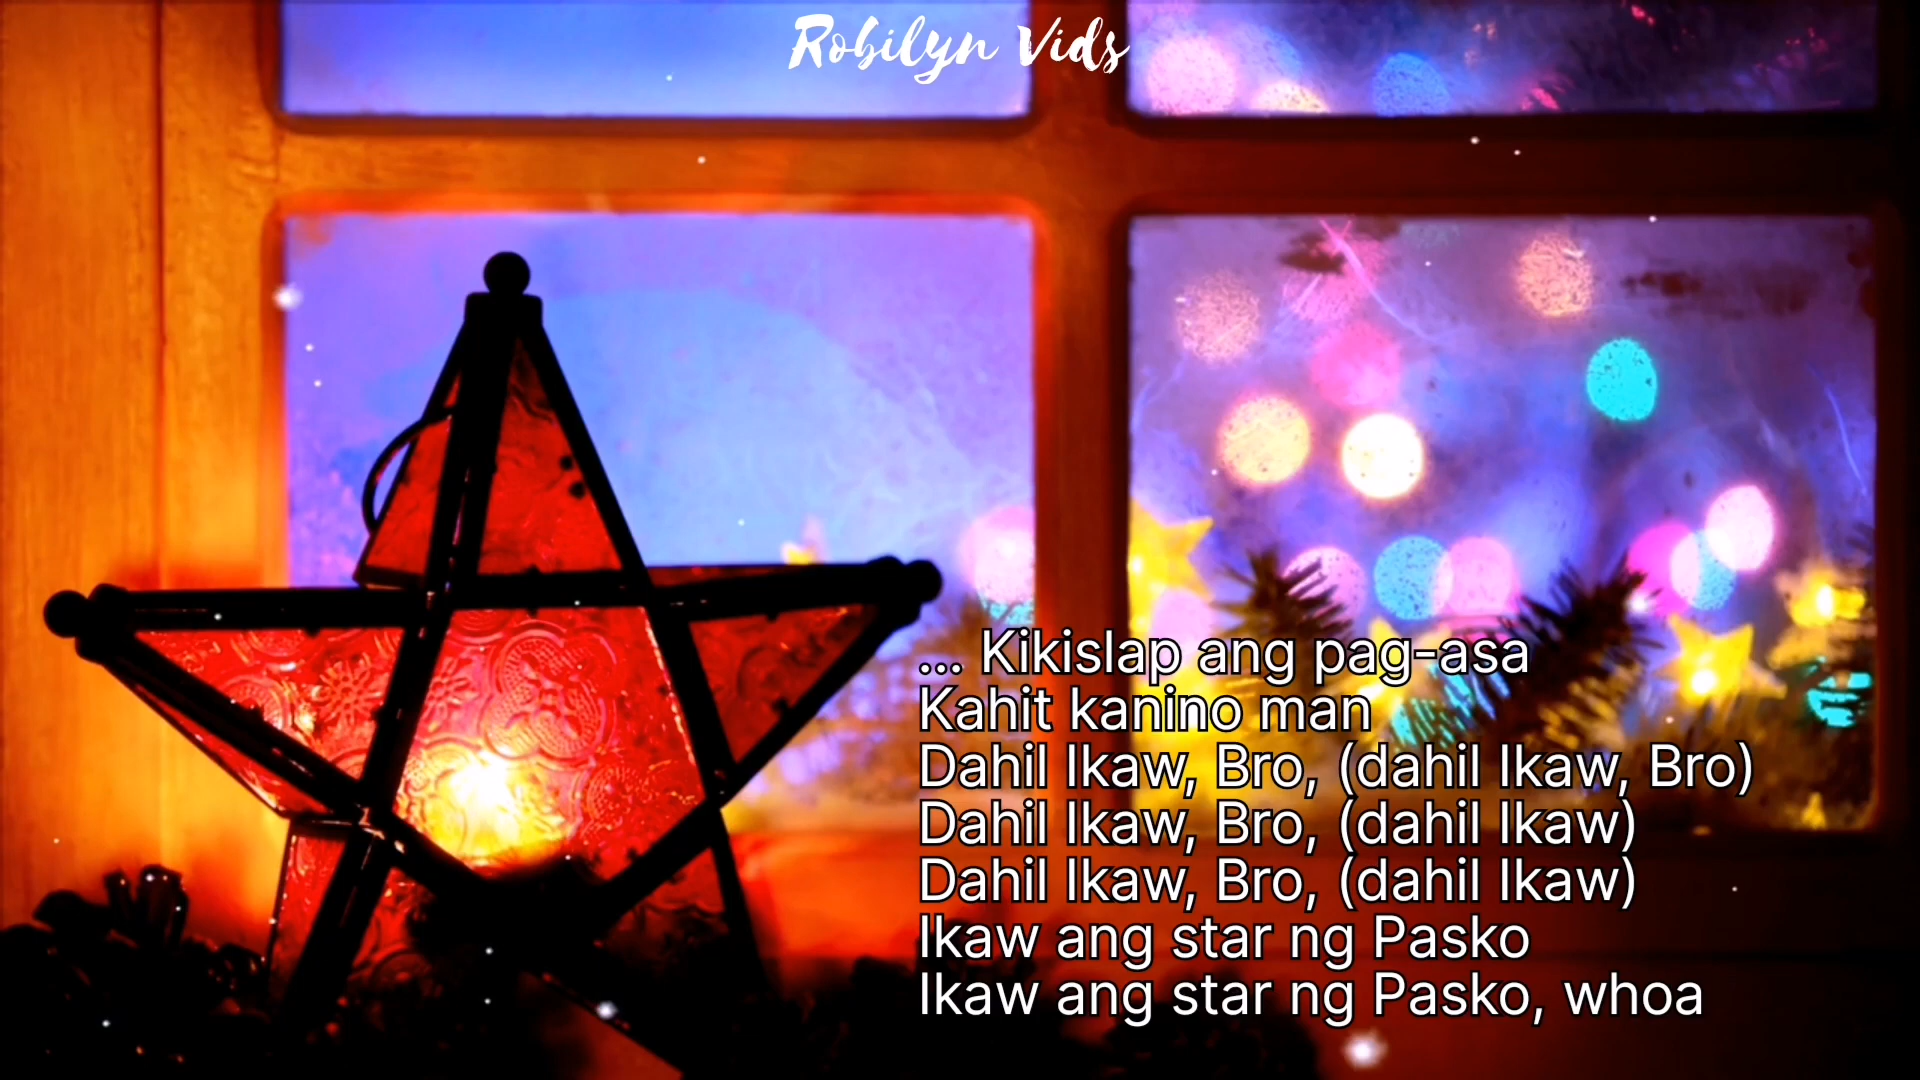 Robilyn Vids
... Kikislap ang pag-asa
Kahit kanino man
Dahil Ikaw, Bro, (dahil Ikaw, Bro)
Dahil Ikaw, Bro, (dahil Ikaw)
Dahil Ikaw, Bro, (dahil Ikaw)
Ikaw ang star ng Pasko
Ikaw ang star ng Pasko, whoa